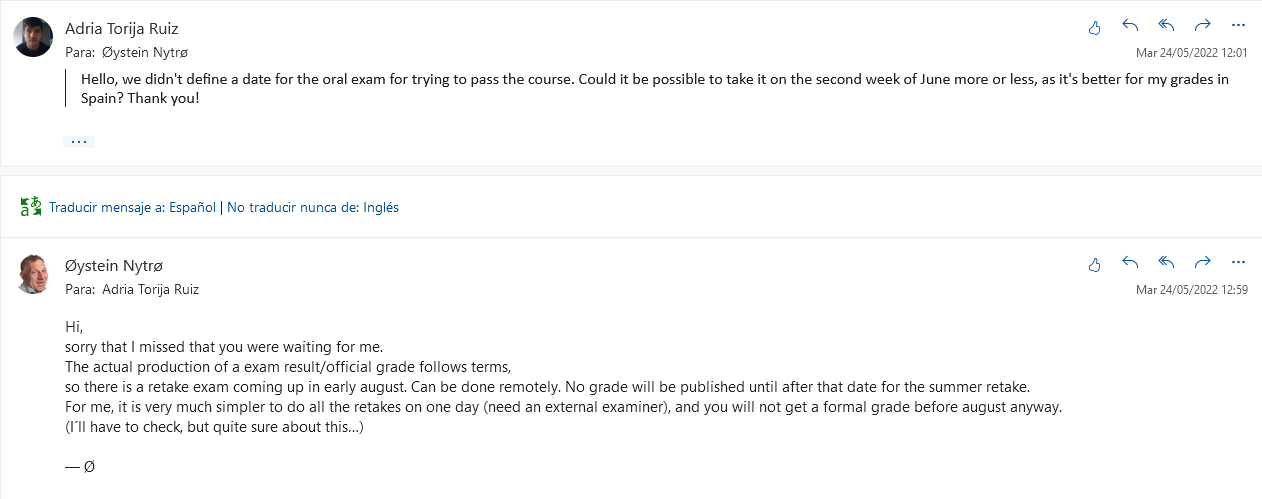 Adria Torija Ruiz
Para: Øystein Nytrø
Mar 24/05/2022 12:01
Hello, we didn't define a date for the oral exam for trying to pass the course. Could it be possible to take it on the second week of June more or less, as it's better for my grades in
Spain? Thank you!
...
Traducir mensaje a: Español | No traducir nunca de: Inglés
Øystein Nytrø
Para: Adria Torija Ruiz
Mar 24/05/2022 12:59
Hi,
sorry that I missed that you were waiting for me.
The actual production of a exam result/official grade follows terms,
so there is a retake exam coming up in early august. Can be done remotely. No grade will be published until after that date for the summer retake.
For me, it is very much simpler to do all the retakes on one day (need an external examiner), and you will not get a formal grade before august anyway.
(I´ll have to check, but quite sure about this...)
— Ø